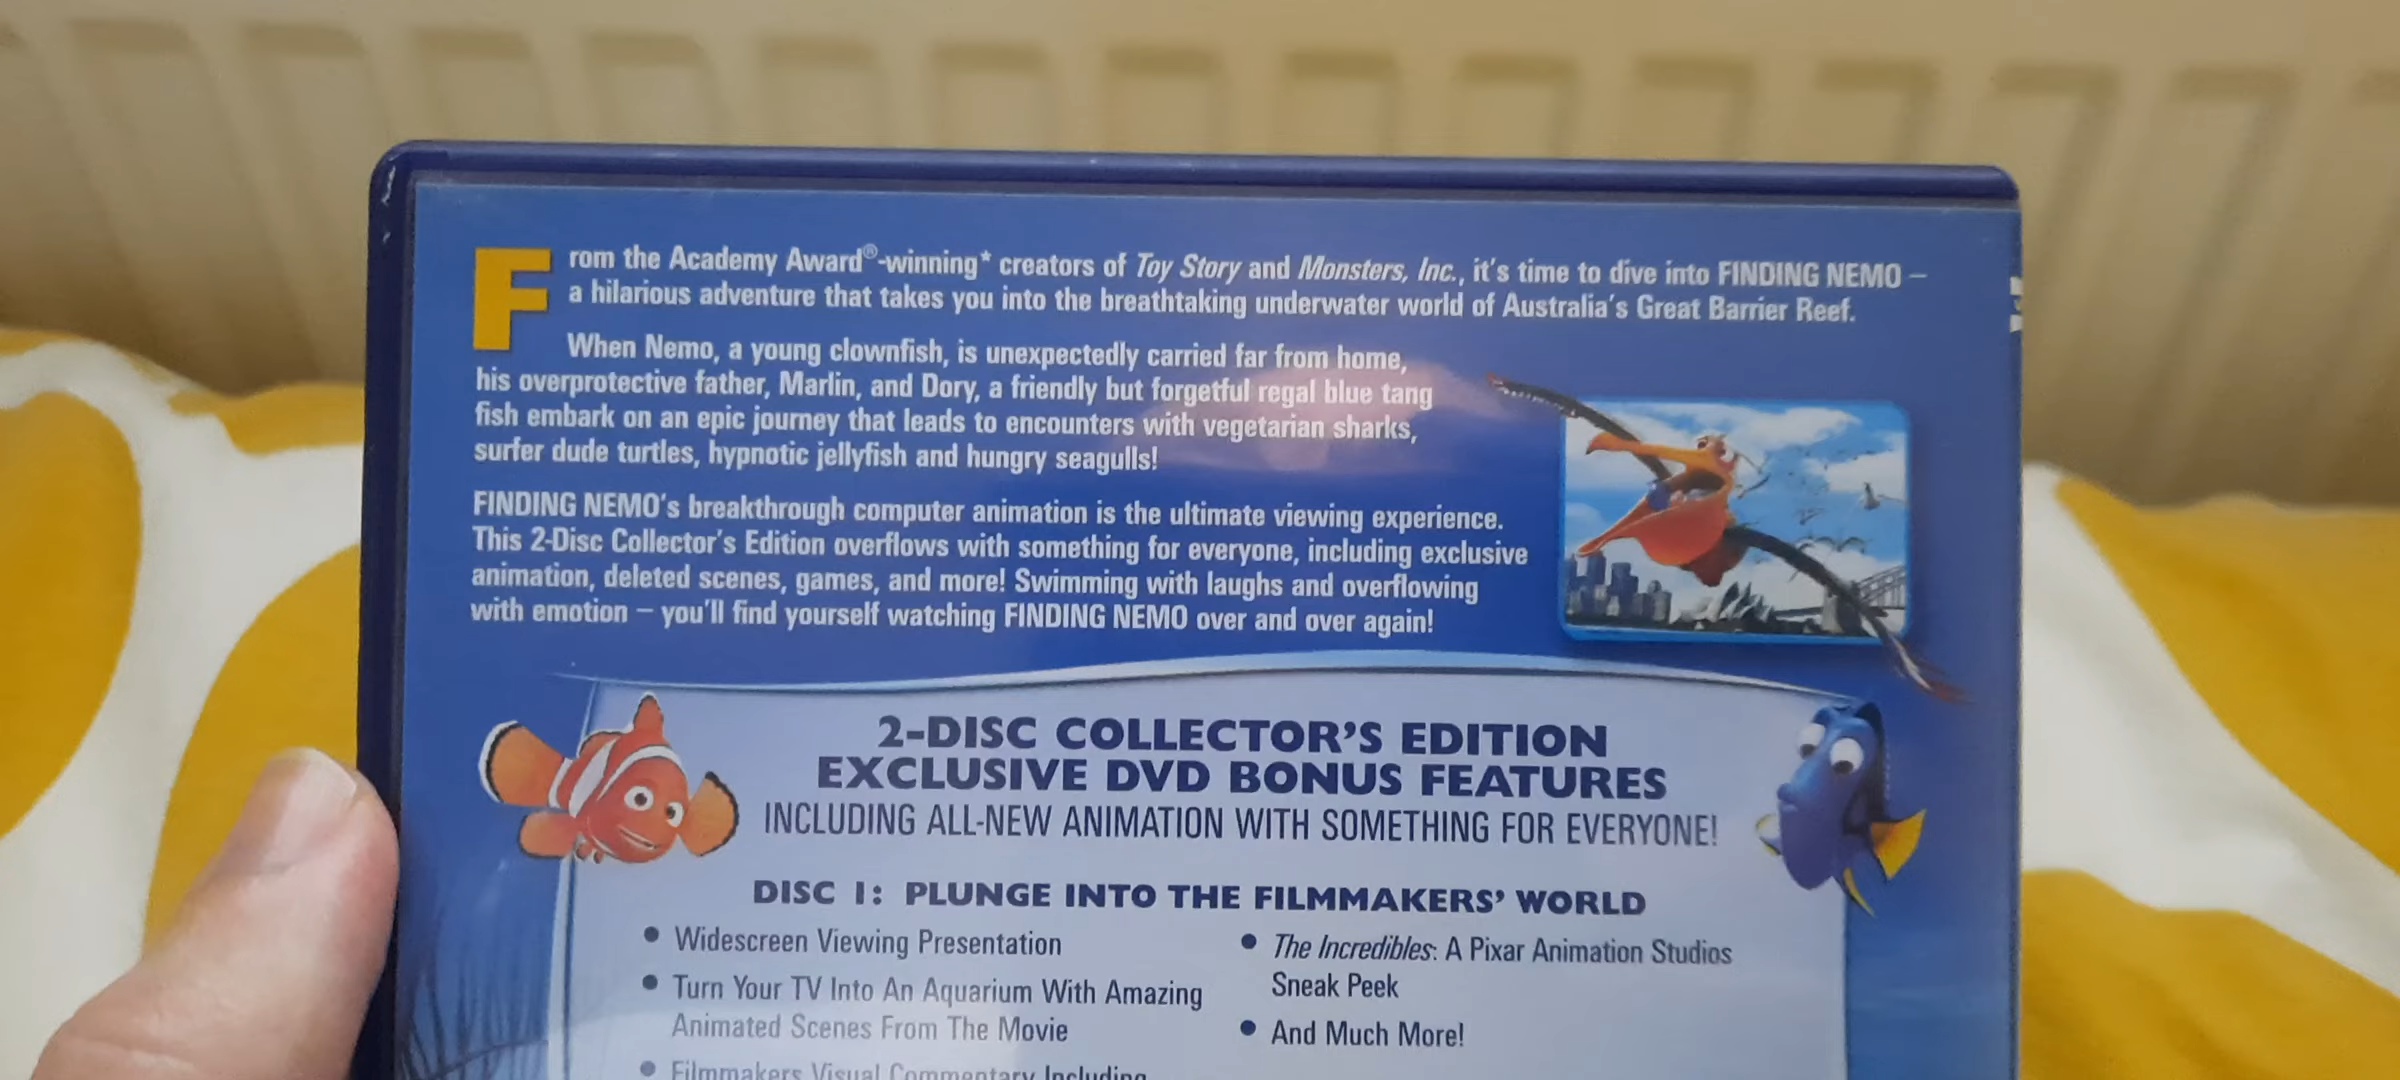 From the Academy Award®-winning* creators of Toy Story and Monsters, Inc., it's time to dive into FINDING NEMO –
a hilarious adventure that takes you into the breathtaking underwater world of Australia's Great Barrier Reef.
When Nemo, a young clownfish, is unexpectedly carried far from home,
his overprotective father, Marlin, and Dory, a friendly but forgetful regal blue tang
fish embark on an epic journey that leads to encounters with vegetarian sharks,
surfer dude turtles, hypnotic jellyfish and hungry seagulls!
FINDING NEMO's breakthrough computer animation is the ultimate viewing experience.
This 2-Disc Collector's Edition overflows with something for everyone, including exclusive
animation, deleted scenes, games, and more! Swimming with laughs and overflowing
with emotion – you'll find yourself watching FINDING NEMO over and over again!
2-DISC COLLECTOR'S EDITION
EXCLUSIVE DVD BONUS FEATURES
INCLUDING ALL-NEW ANIMATION WITH SOMETHING FOR EVERYONE!
DISC 1: PLUNGE INTO THE FILMMAKERS' WORLD
• Widescreen Viewing Presentation
• Turn Your TV Into An Aquarium With Amazing
Animated Scenes From The Movie
• Filmmakers Visual Commentary Including
• The Incredibles: A Pixar Animation Studios
Sneak Peek
• And Much More!